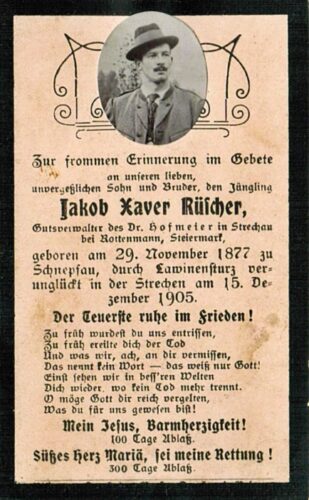 Zur frommen Erinnerung im Gebete
an unseren lieben,
unvergeßlichen Sohn und Bruder, den Jüngling
Jakob Xaver Rüscher,
Gutsverwalter des Dr. Hofmeier in Strechau
bei Rottenmann, Steiermark,
geboren am 29. November 1877 zu
Schnepfau, durch Lawinensturz ver-
unglückt in der Strechen am 15. De-
zember 1905.
Der Teuerste ruhe im Frieden!
Zu früh wurdest du uns entrissen,
Zu früh ereilte dich der Tod
Und was wir, ach, an dir vermissen,
Das nennt kein Wort — das weiß nur Gott!
Einst sehen wir in bess'ren Welten
Dich wieder, wo kein Tod mehr trennt.
O möge Gott dir reich vergelten,
Was du für uns gewesen bist!
Mein Jesus, Barmherzigkeit!
100 Tage Ablaß.
Süßes Herz Mariä, sei meine Rettung!
300 Tage Ablaß.